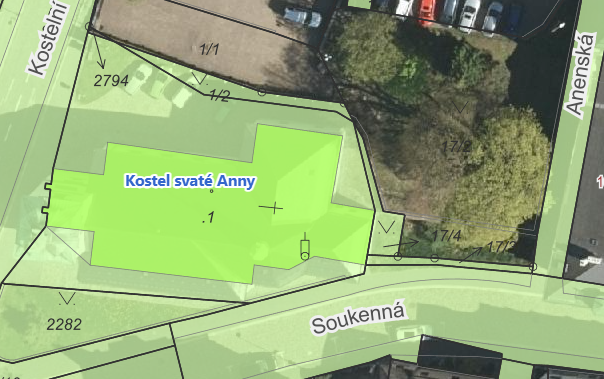 Kostelní
1/1
2794
1/2
Anenská
17/2
Kostel svaté Anny
.1
17/4
17/2
2282
Soukenná